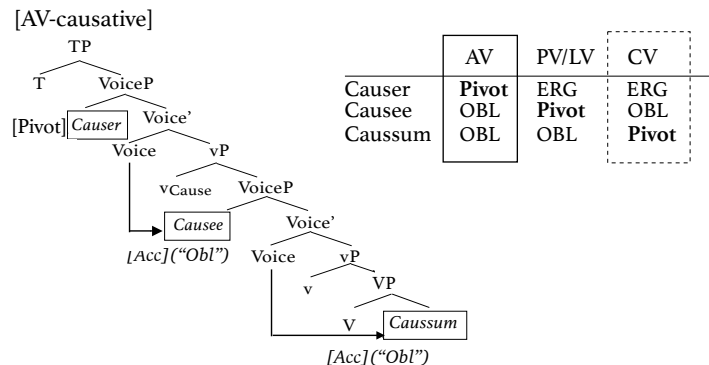 [AV-causative]
TP
T VoiceP
[Pivot] Causer Voice’
Voice vP
vCause VoiceP
Causee Voice’
[Acc](“Obl”) Voice vP
v VP
V Caussum
[Acc](“Obl”)
AV PV/LV CV
Causer Pivot ERG ERG
Causee OBL Pivot OBL
Caussum OBL OBL Pivot